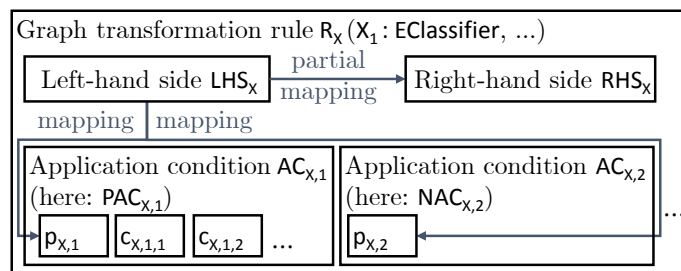 Graph transformation rule R_X (X_1 : EClassifier, ...)
Left-hand side LHS_X
partial
mapping
Right-hand side RHS_X
mapping mapping
Application condition AC_X,1
(here: PAC_X,1)
p_X,1 c_X,1,1 c_X,1,2 ...
Application condition AC_X,2
(here: NAC_X,2)
p_X,2
...